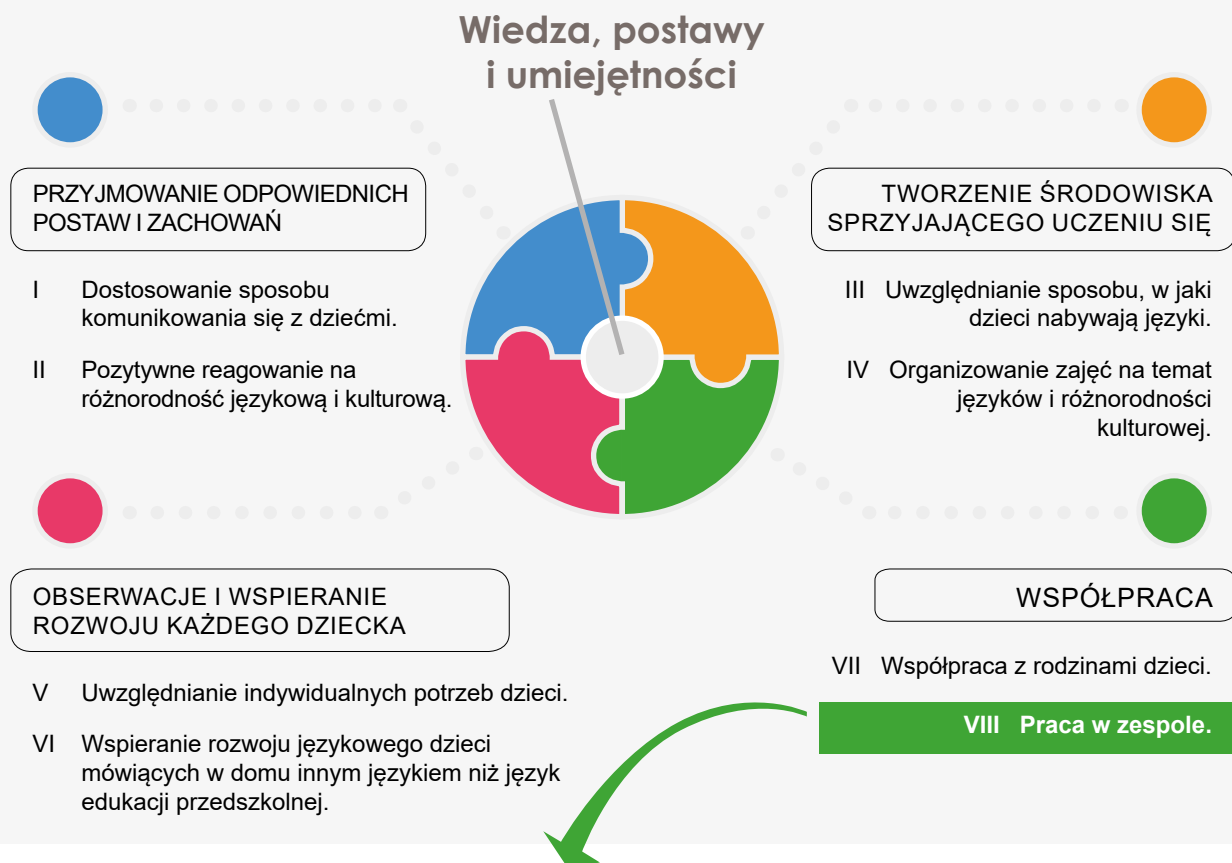 Wiedza, postawy
i umiejętności
PRZYJMOWANIE ODPOWIEDNICH
POSTAW I ZACHOWAŃ
I Dostosowanie sposobu
komunikowania się z dziećmi.
II Pozytywne reagowanie na
różnorodność językową i kulturową.
TWORZENIE ŚRODOWISKA
SPRZYJAJĄCEGO UCZENIU SIĘ
III Uwzględnianie sposobu, w jaki
dzieci nabywają języki.
IV Organizowanie zajęć na temat
języków i różnorodności
kulturowej.
OBSERWACJE I WSPIERANIE
ROZWOJU KAŻDEGO DZIECKA
V Uwzględnianie indywidualnych potrzeb dzieci.
VI Wspieranie rozwoju językowego dzieci
mówiących w domu innym językiem niż język
edukacji przedszkolnej.
WSPÓŁPRACA
VII Współpraca z rodzinami dzieci.
VIII Praca w zespole.